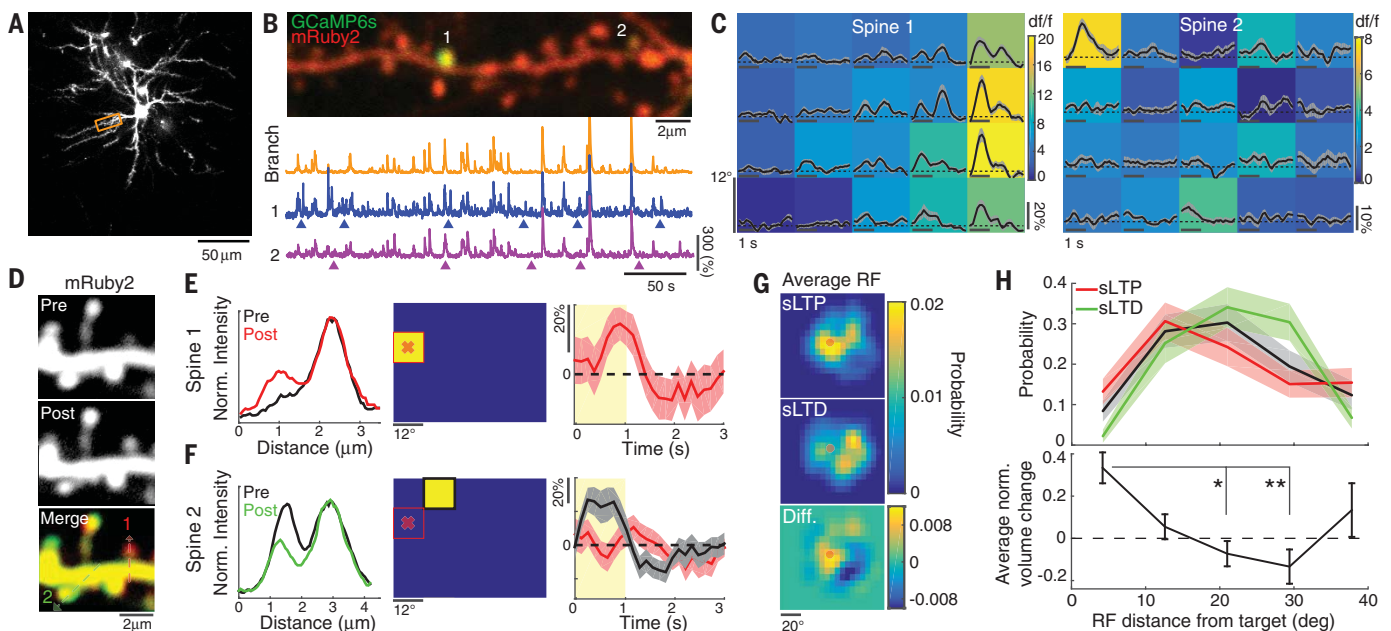 A
50 μm
B
GCaMP6s
mRuby2
1
2
2μm
Branch
1
2
300 (%)
50 s
C
Spine 1
df/f
20
16
12
8
4
0
12°
20%
1 s
Spine 2
df/f
8
6
4
2
0
10%
1 s
D
mRuby2
Pre
Post
Merge
1
2
2μm
E
Spine 1
Norm. Intensity
Pre
Post
0 1 2 3
Distance (μm)
12°
20%
0
0 1 2 3
Time (s)
F
Spine 2
Norm. Intensity
Pre
Post
0 1 2 3 4
Distance (μm)
12°
20%
0
0 1 2 3
Time (s)
G
Average RF
sLTP
sLTD
Diff.
0.02
0.01
0
Probability
0.008
0
-0.008
20°
H
sLTP
sLTD
Probability
0.4
0.3
0.2
0.1
0
*
**
Average norm.
volume change
0.4
0.2
0
-0.2
0 10 20 30 40
RF distance from target (deg)